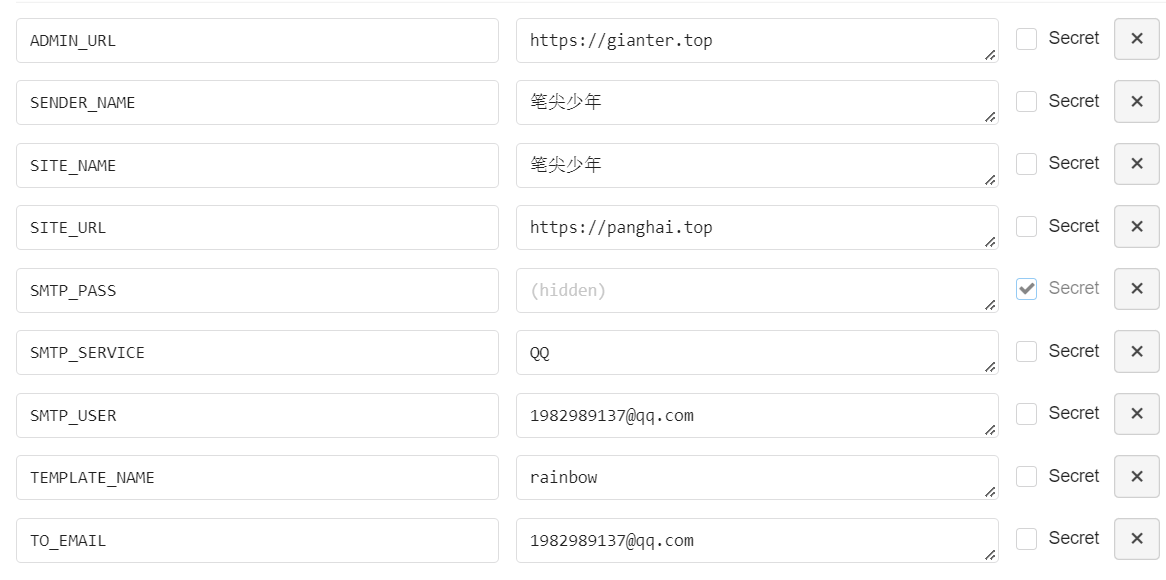 ADMIN_URL https://gianter.top Secret ×
SENDER_NAME 笔尖少年 Secret ×
SITE_NAME 笔尖少年 Secret ×
SITE_URL https://panghai.top Secret ×
SMTP_PASS (hidden) Secret ×
SMTP_SERVICE QQ Secret ×
SMTP_USER 1982989137@qq.com Secret ×
TEMPLATE_NAME rainbow Secret ×
TO_EMAIL 1982989137@qq.com Secret ×